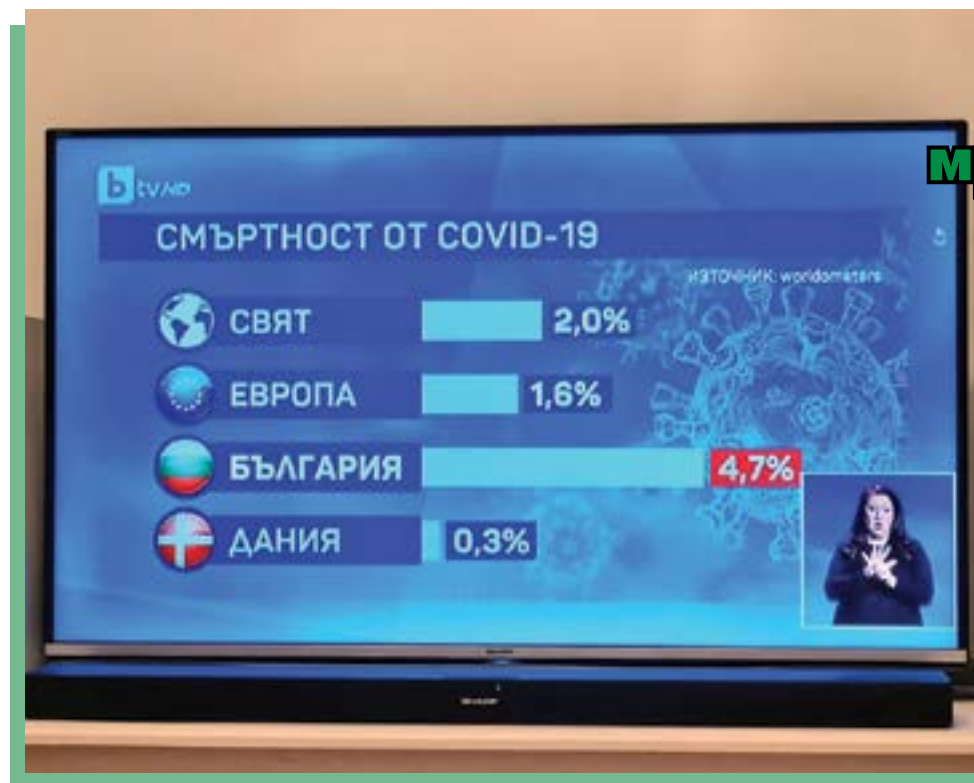 btv HD
СМЪРТНОСТ ОТ COVID-19
ИЗТОЧНИК: worldometers
СВЯТ 2,0%
ЕВРОПА 1,6%
БЪЛГАРИЯ 4,7%
ДАНИЯ 0,3%
SHARP
M